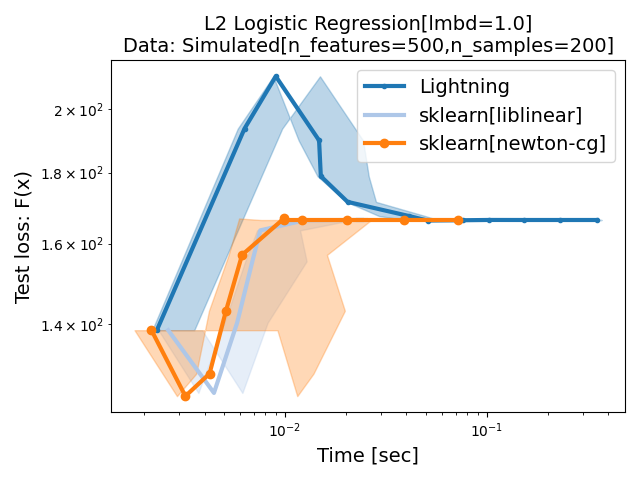 L2 Logistic Regression[lmbd=1.0]
Data: Simulated[n_features=500,n_samples=200]
Lightning
sklearn[liblinear]
sklearn[newton-cg]
Test loss: F(x)
2 × 10²
1.8 × 10²
1.6 × 10²
1.4 × 10²
10⁻²
10⁻¹
Time [sec]